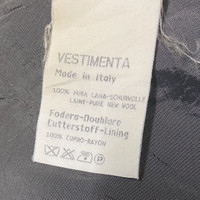 VESTIMENTA
Made in Italy
100% PURA LANA-SCHURWOLLE
LAINE-PURE NEW WOOL
Fodera-Doublure
Futterstoff-Lining
100% CUPRO-RAYON